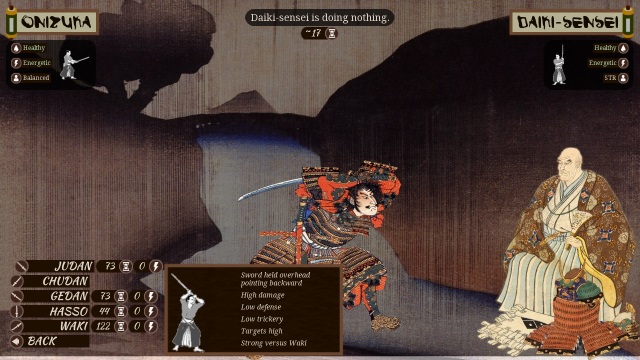 ONIZUKA
Healthy
Energetic
Balanced
Daiki-sensei is doing nothing.
~17
DAIKI-SENSEI
Healthy
Energetic
STR
JUDAN 73 0
CHUDAN
GEDAN 73 0
HASSO 44 0
WAKI 122 0
BACK
Sword held overhead
pointing backward
High damage
Low defense
Low trickery
Targets high
Strong versus Waki